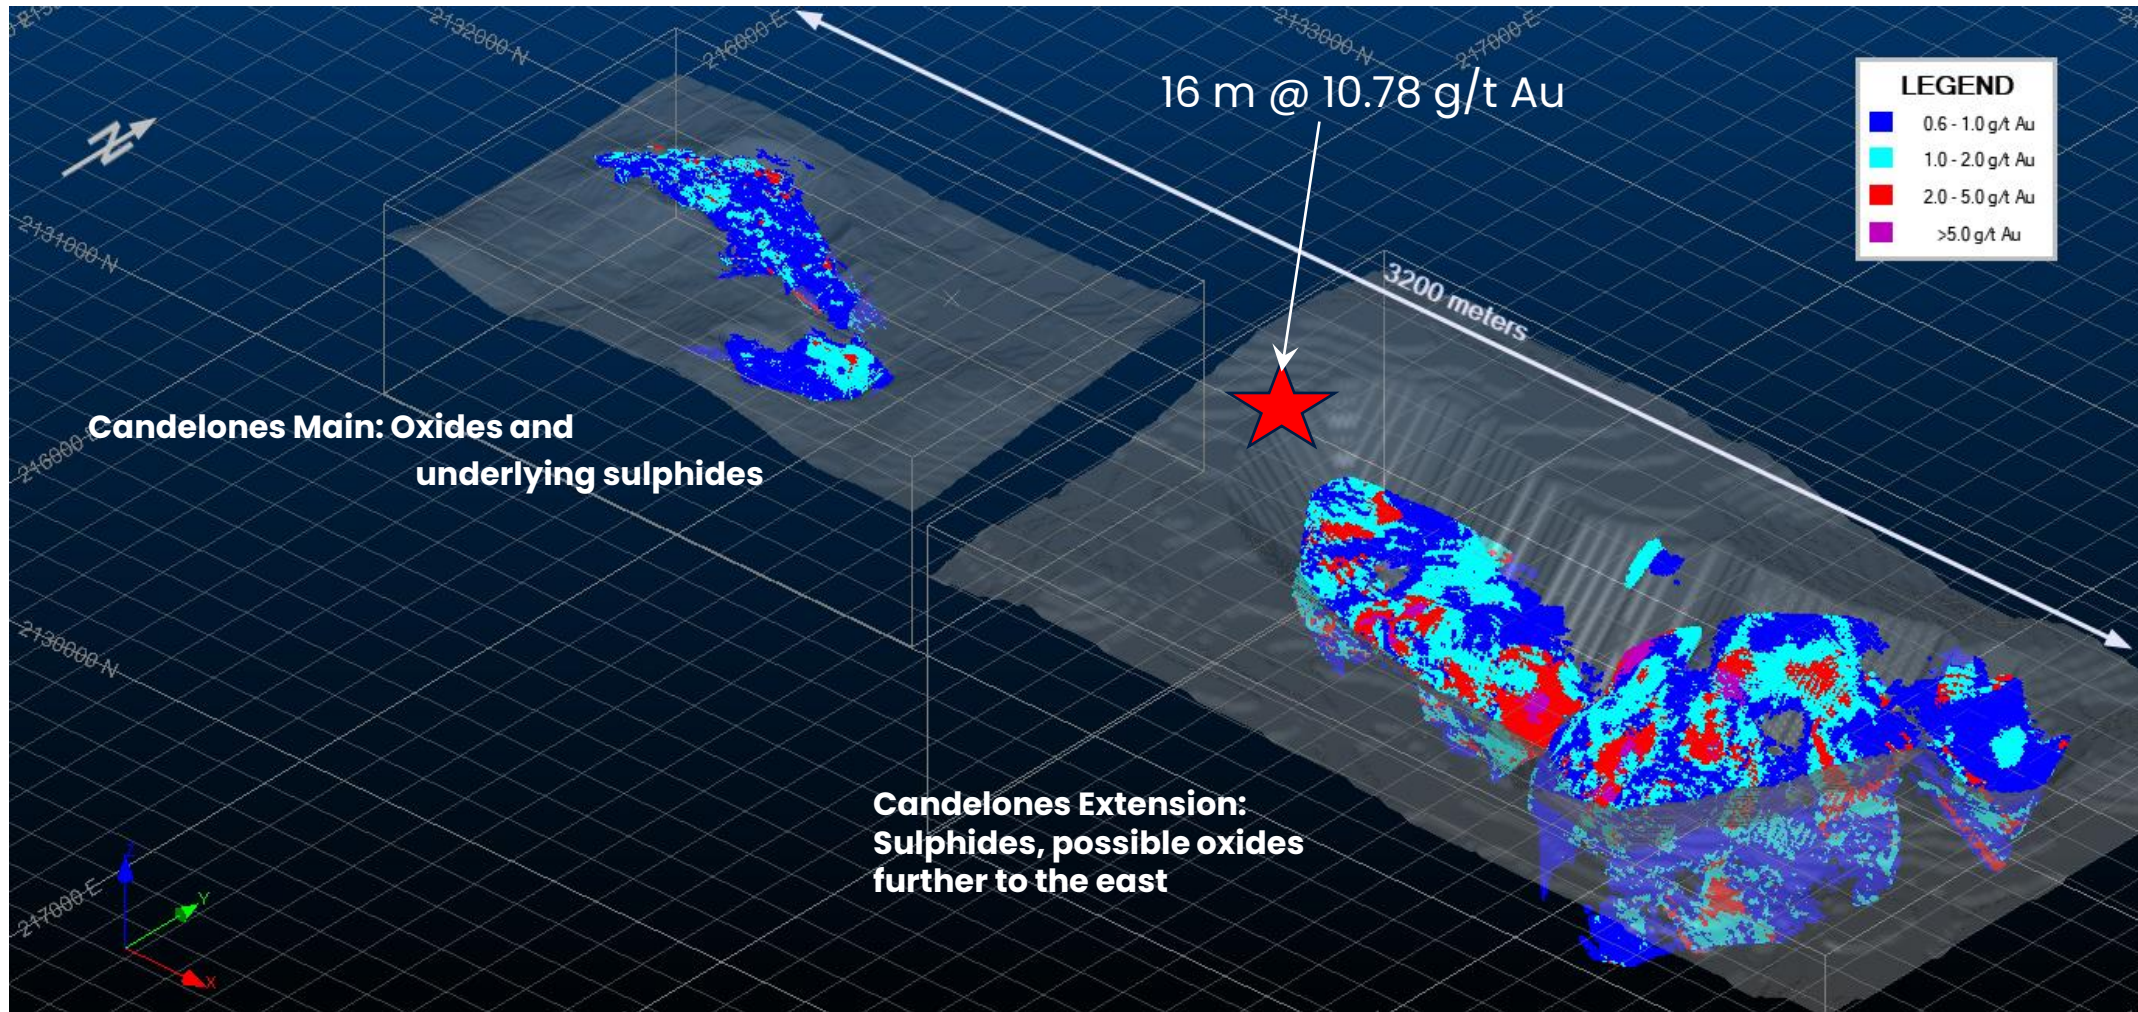 2132000 N
216000 E
2133000 N
217000 E
16 m @ 10.78 g/t Au
LEGEND
0.6 - 1.0 g/t Au
1.0 - 2.0 g/t Au
2.0 - 5.0 g/t Au
>5.0 g/t Au
N
2131000 N
3200 meters
Candelones Main: Oxides and
underlying sulphides
216000 E
2130000 N
Candelones Extension:
Sulphides, possible oxides
further to the east
217000 E
Z
Y
X